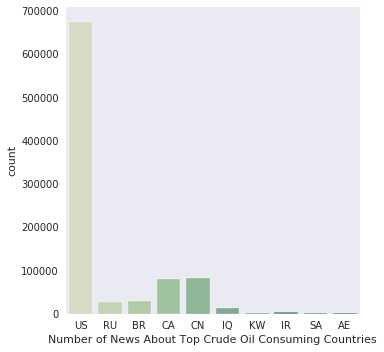 700000
600000
500000
400000
300000
200000
100000
0
count
US RU BR CA CN IQ KW IR SA AE
Number of News About Top Crude Oil Consuming Countries